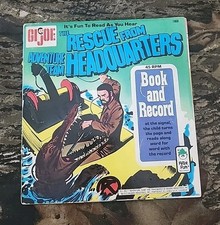 It's Fun To Read As You Hear
GI JOE
ADVENTURE TEAM
THE RESCUE FROM
HEADQUARTERS
45 RPM
Book
and
Record
at the signal,
the child turns
the page and
reads along
word for
word with
the record